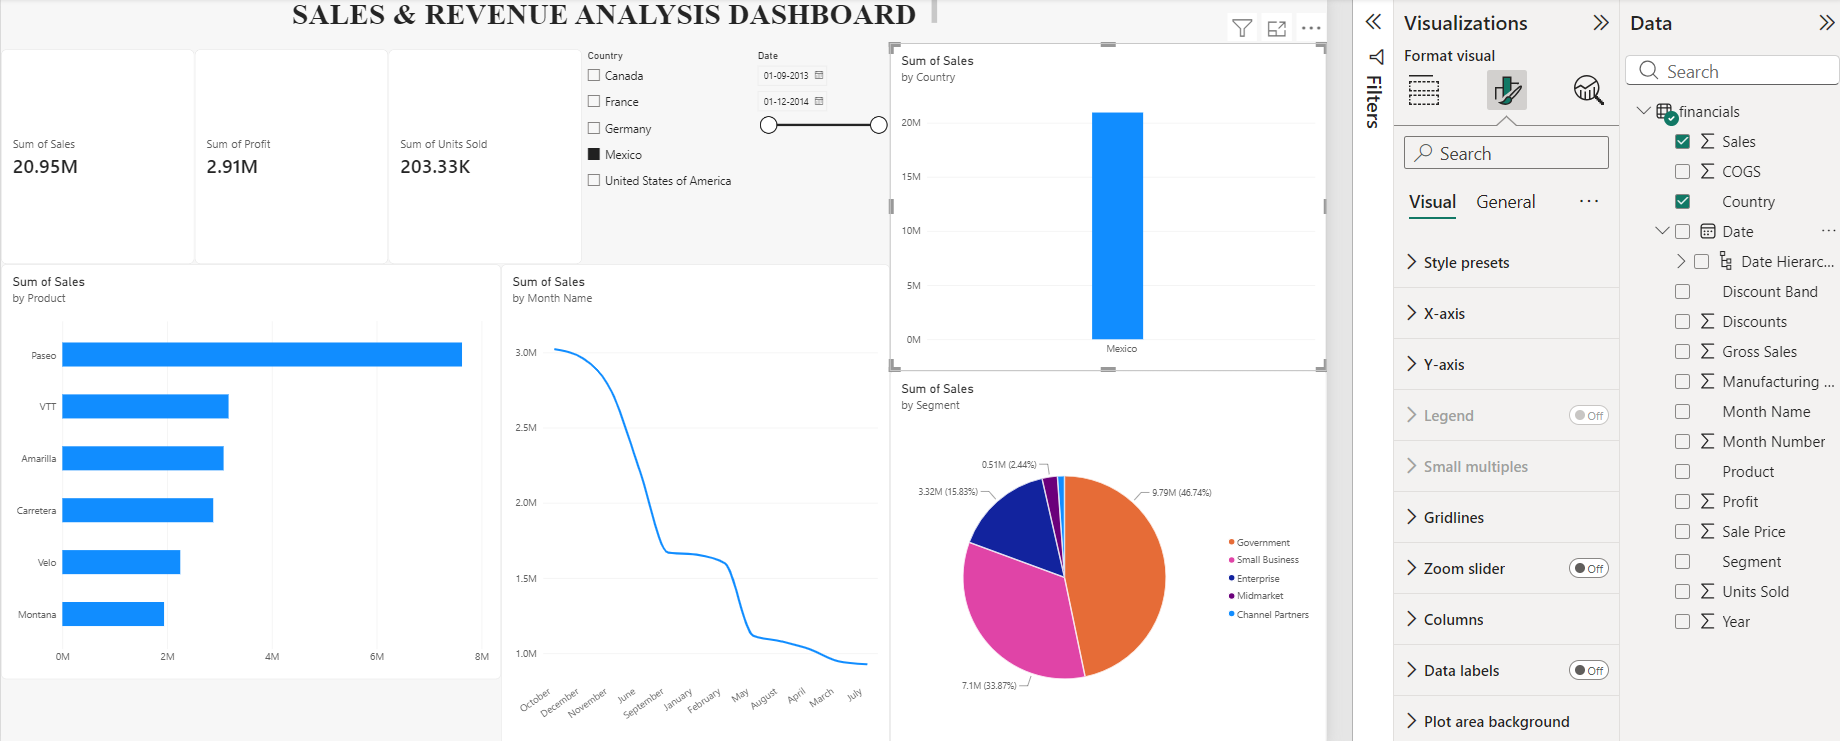 SALES & REVENUE ANALYSIS DASHBOARD
Sum of Sales
20.95M
Sum of Profit
2.91M
Sum of Units Sold
203.33K
Country
Canada
France
Germany
Mexico
United States of America
Date
01-09-2013
01-12-2014
Sum of Sales
by Country
20M
15M
10M
5M
0M
Mexico
Sum of Sales
by Product
Paseo
VTT
Amarilla
Carretera
Velo
Montana
0M 2M 4M 6M 8M
Sum of Sales
by Month Name
3.0M
2.5M
2.0M
1.5M
1.0M
October December November June September January February May August April March July
Sum of Sales
by Segment
0.51M (2.44%)
3.32M (15.83%)
9.79M (46.74%)
7.1M (33.87%)
Government
Small Business
Enterprise
Midmarket
Channel Partners
Filters
Visualizations
Format visual
Search
Visual General
Style presets
X-axis
Y-axis
Legend Off
Small multiples
Gridlines
Zoom slider Off
Columns
Data labels Off
Plot area background
Data
Search
financials
Sales
COGS
Country
Date
Date Hierarc...
Discount Band
Discounts
Gross Sales
Manufacturing ...
Month Name
Month Number
Product
Profit
Sale Price
Segment
Units Sold
Year